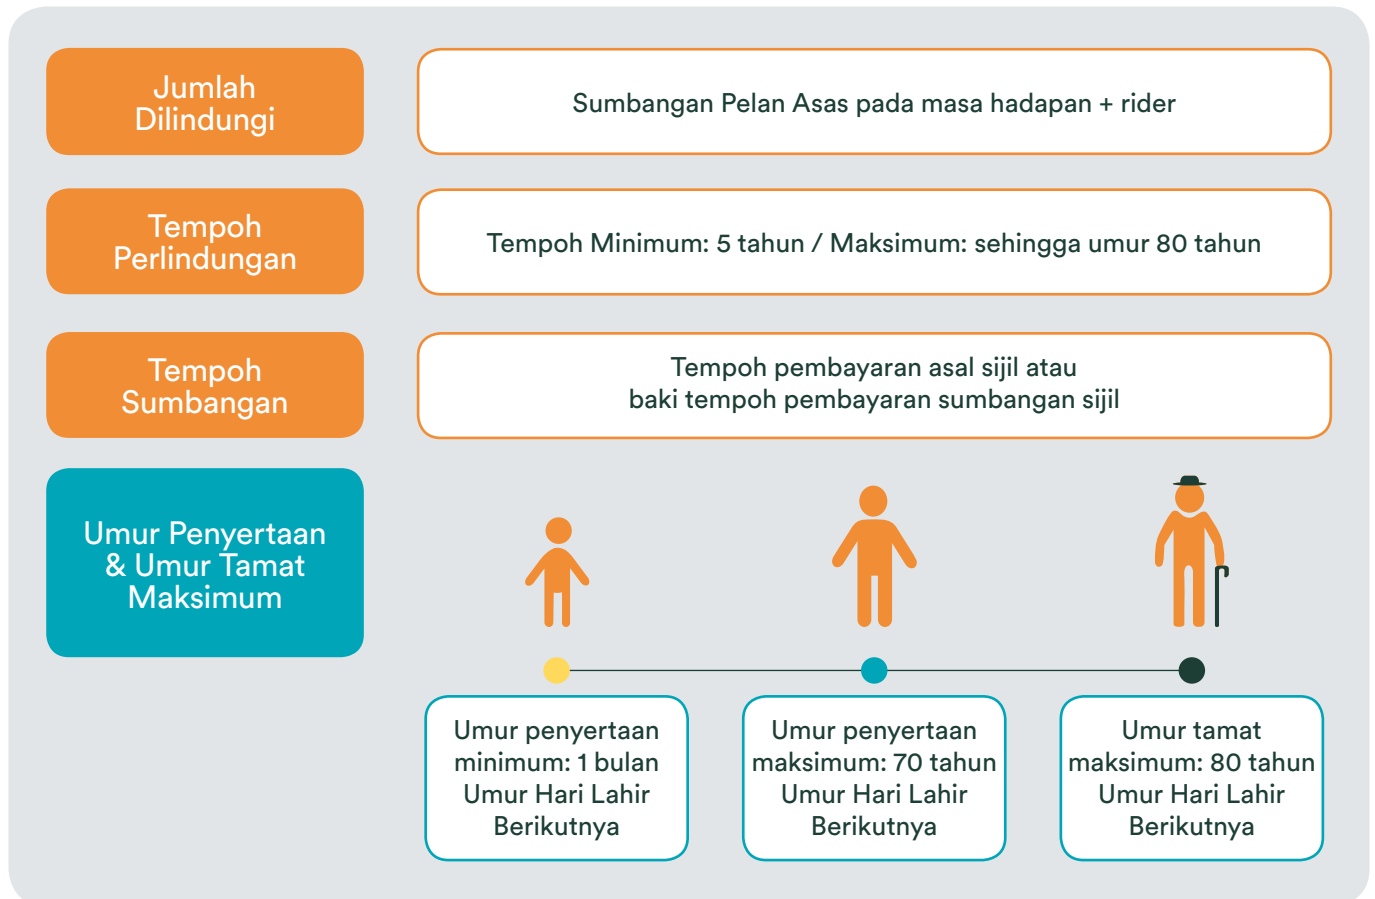 Jumlah
Dilindungi
Sumbangan Pelan Asas pada masa hadapan + rider
Tempoh
Perlindungan
Tempoh Minimum: 5 tahun / Maksimum: sehingga umur 80 tahun
Tempoh
Sumbangan
Tempoh pembayaran asal sijil atau
baki tempoh pembayaran sumbangan sijil
Umur Penyertaan
& Umur Tamat
Maksimum
Umur penyertaan
minimum: 1 bulan
Umur Hari Lahir
Berikutnya
Umur penyertaan
maksimum: 70 tahun
Umur Hari Lahir
Berikutnya
Umur tamat
maksimum: 80 tahun
Umur Hari Lahir
Berikutnya